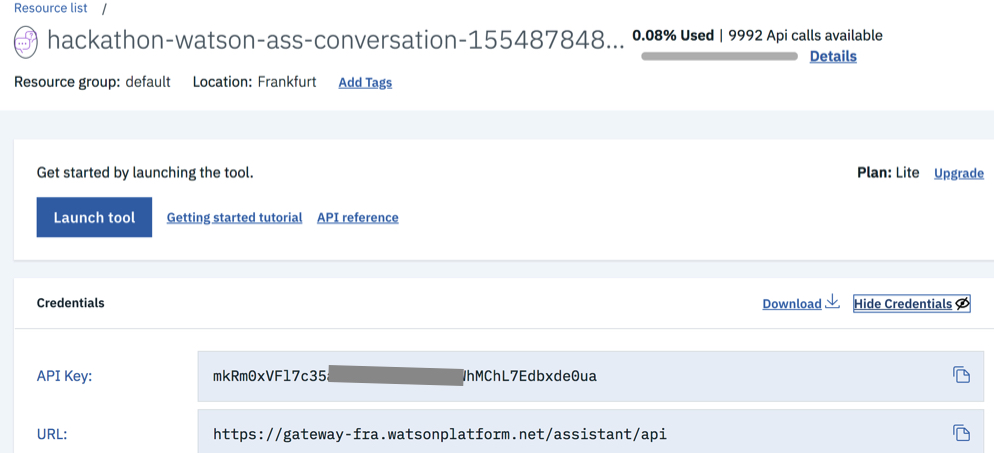 Resource list /
hackathon-watson-ass-conversation-155487848... 0.08% Used | 9992 Api calls available
Details
Resource group: default Location: Frankfurt Add Tags
Get started by launching the tool. Plan: Lite Upgrade
Launch tool Getting started tutorial API reference
Credentials Download Hide Credentials
API Key: mkRm0xVFl7c35 hMChL7Edbxde0ua
URL: https://gateway-fra.watsonplatform.net/assistant/api